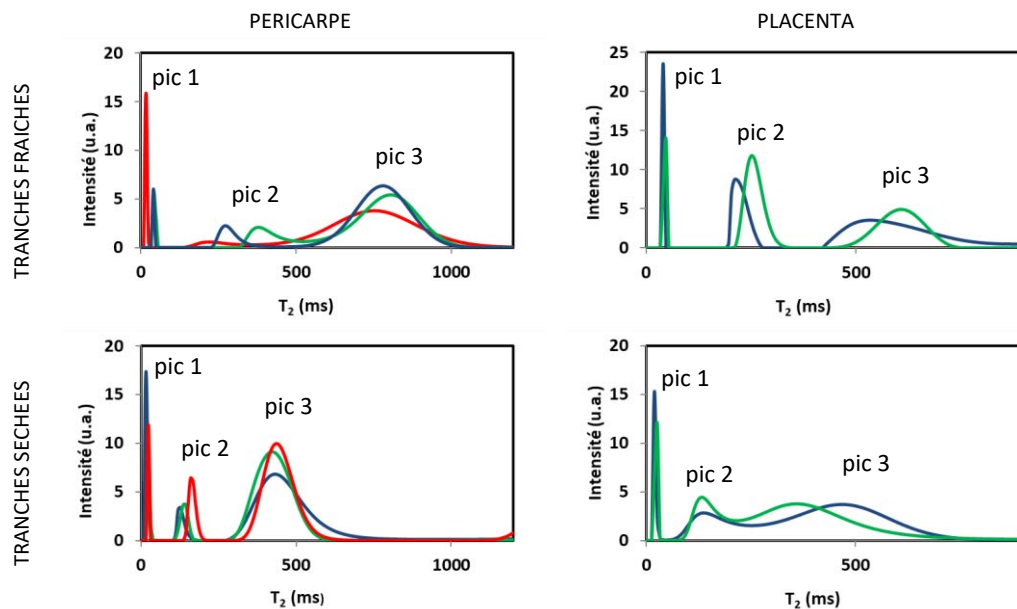 PERICARPE
PLACENTA
TRANCHES FRAICHES
Intensité (u.a.)
20
15
10
5
0
pic 1
pic 2
pic 3
0
500
1000
T₂ (ms)
Intensité (u.a.)
25
20
15
10
5
0
pic 1
pic 2
pic 3
0
500
T₂ (ms)
TRANCHES SECHEES
Intensité (u.a.)
20
15
10
5
0
pic 1
pic 2
pic 3
0
500
1000
T₂ (ms)
Intensité (u.a.)
20
15
10
5
0
pic 1
pic 2
pic 3
0
500
T₂ (ms)